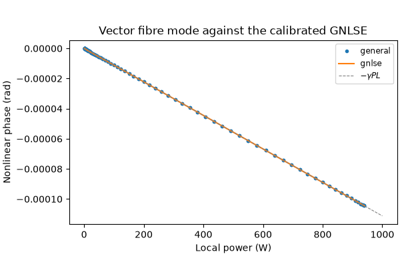 Vector fibre mode against the calibrated GNLSE
Nonlinear phase (rad)
0.00000
−0.00002
−0.00004
−0.00006
−0.00008
−0.00010
general
gnlse
−γPL
0
200
400
600
800
1000
Local power (W)